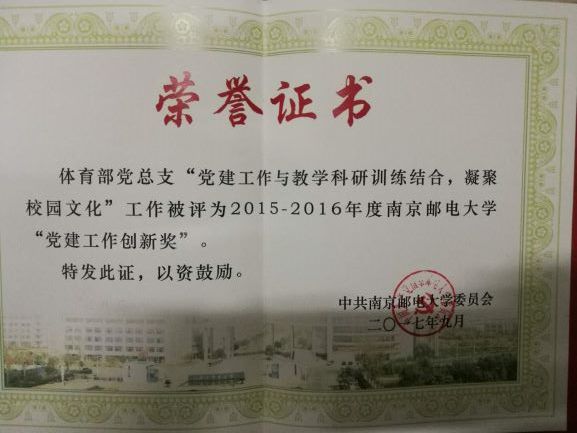 荣誉证书
体育部党总支“党建工作与教学科研训练结合，凝聚
校园文化”工作被评为2015-2016年度南京邮电大学
“党建工作创新奖”。
特发此证，以资鼓励。
中共南京邮电大学委员会
二〇一七年九月